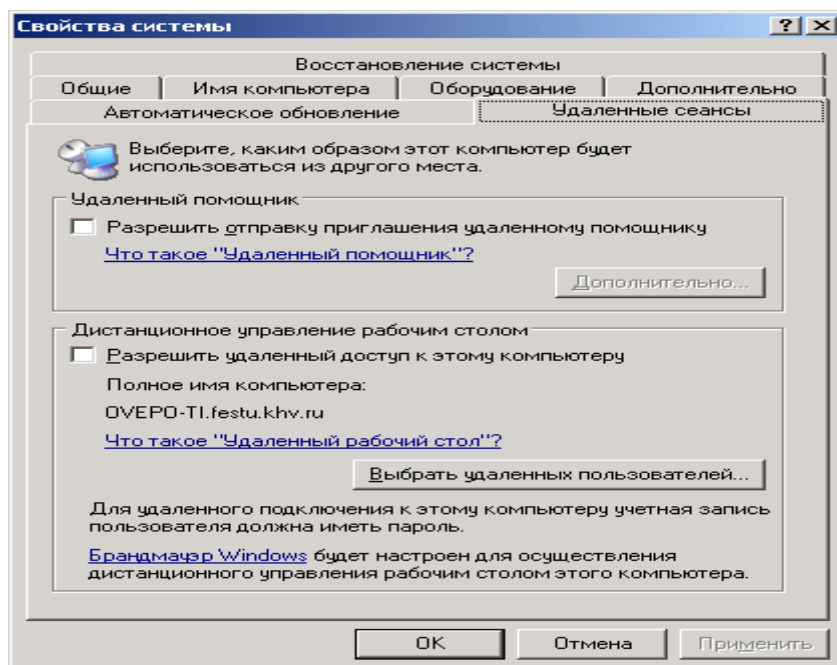 Свойства системы
Восстановление системы
Общие
Имя компьютера
Оборудование
Дополнительно
Автоматическое обновление
Удаленные сеансы
Выберите, каким образом этот компьютер будет
использоваться из другого места.
Удаленный помощник
Разрешить отправку приглашения удаленному помощнику
Что такое "Удаленный помощник"?
Дополнительно...
Дистанционное управление рабочим столом
Разрешить удаленный доступ к этому компьютеру
Полное имя компьютера:
OVEPO-TI.festu.khv.ru
Что такое "Удаленный рабочий стол"?
Выбрать удаленных пользователей...
Для удаленного подключения к этому компьютеру учетная запись
пользователя должна иметь пароль.
Брандмауэр Windows будет настроен для осуществления
дистанционного управления рабочим столом этого компьютера.
OK
Отмена
Применить